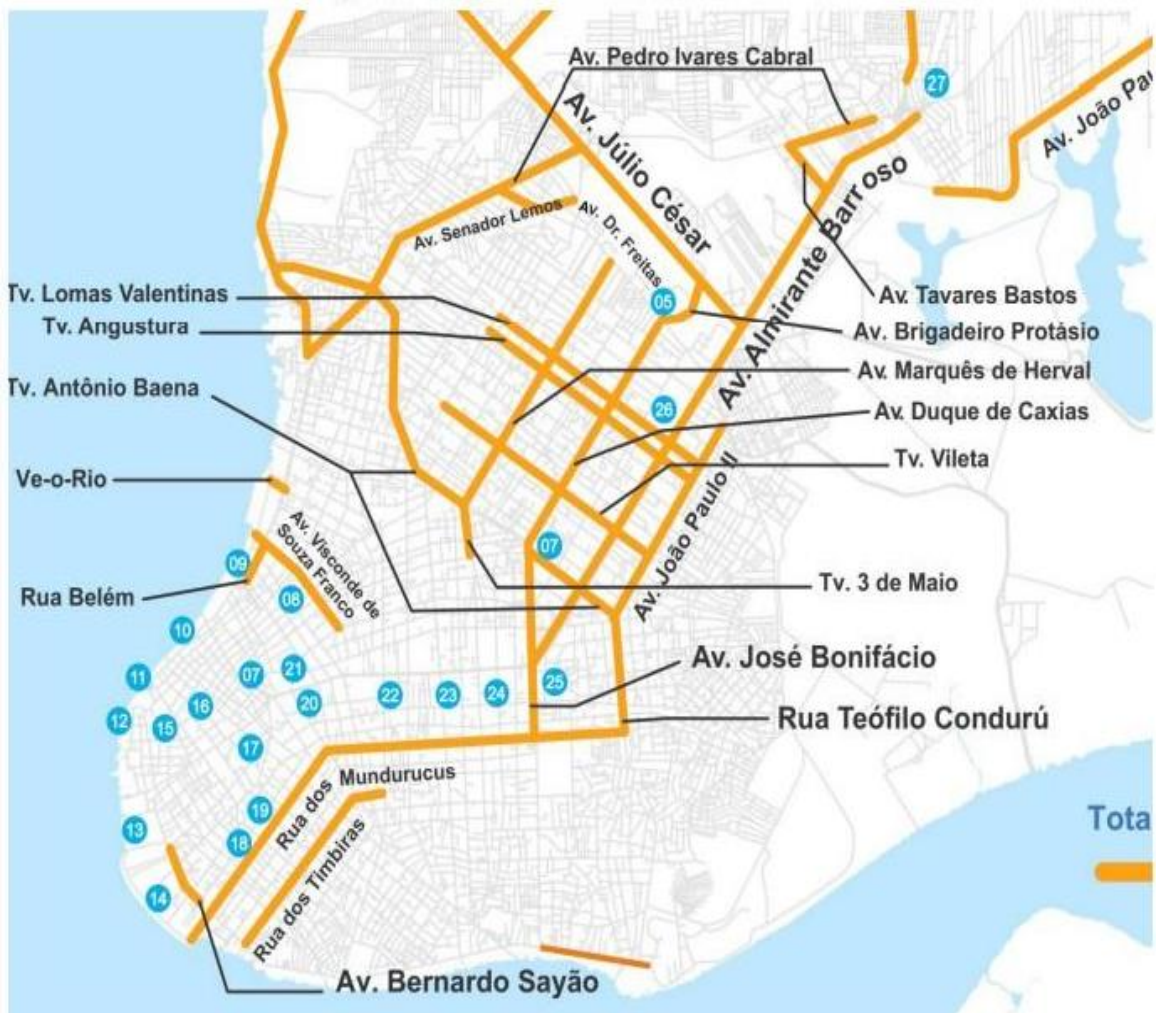 Av. Pedro Ivares Cabral
27
Av. Júlio César
Av. João Pa
Av. Almirante Barroso
Av. Senador Lemos
Av. Dr. Freitas
Tv. Lomas Valentinas
05
Av. Tavares Bastos
Tv. Angustura
Av. Brigadeiro Protásio
Av. Marquês de Herval
Tv. Antônio Baena
26
Av. Duque de Caxias
Tv. Vileta
Ve-o-Rio
Av. João Paulo II
Av. Visconde de
Souza Franco
07
09
Tv. 3 de Maio
Rua Belém
08
10
Av. José Bonifácio
11
07
21
25
22
23
24
16
20
12
15
Rua Teófilo Condurú
17
Rua dos Mundurucus
19
13
18
Tota
Rua dos Timbiras
14
Av. Bernardo Sayão